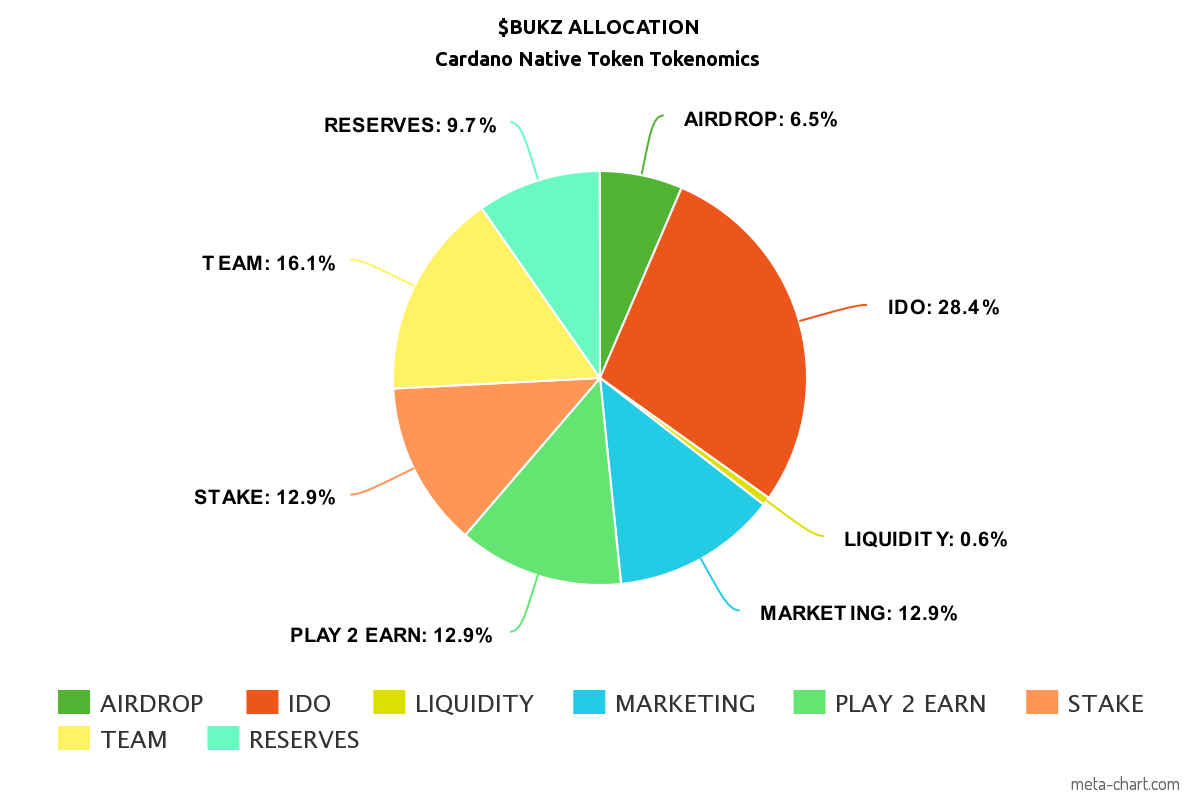 $BUKZ ALLOCATION
Cardano Native Token Tokenomics
RESERVES: 9.7%
AIRDROP: 6.5%
TEAM: 16.1%
IDO: 28.4%
STAKE: 12.9%
LIQUIDITY: 0.6%
MARKETING: 12.9%
PLAY 2 EARN: 12.9%
AIRDROP IDO LIQUIDITY MARKETING PLAY 2 EARN STAKE
TEAM RESERVES
meta-chart.com